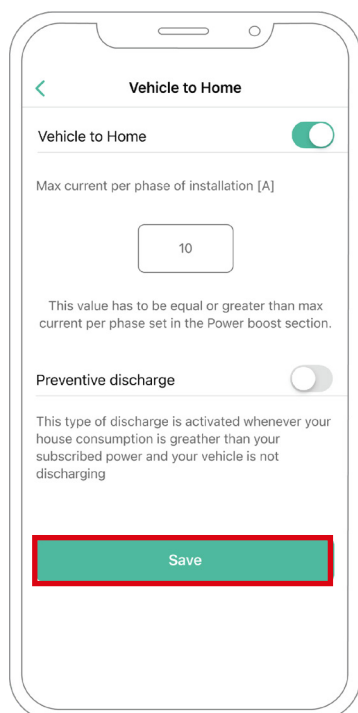 Vehicle to Home
Vehicle to Home
Max current per phase of installation [A]
10
This value has to be equal or greater than max
current per phase set in the Power boost section.
Preventive discharge
This type of discharge is activated whenever your
house consumption is greather than your
subscribed power and your vehicle is not
discharging
Save